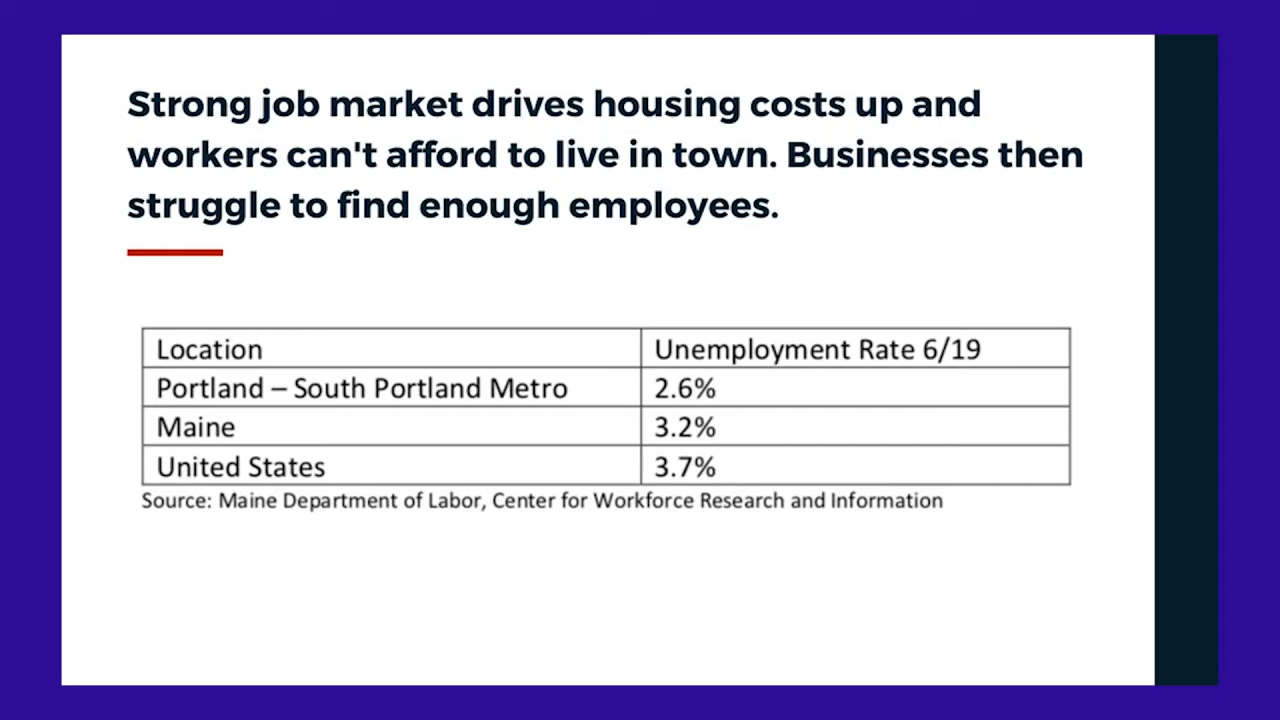 Strong job market drives housing costs up and
workers can't afford to live in town. Businesses then
struggle to find enough employees.
Location Unemployment Rate 6/19
Portland – South Portland Metro 2.6%
Maine 3.2%
United States 3.7%
Source: Maine Department of Labor, Center for Workforce Research and Information